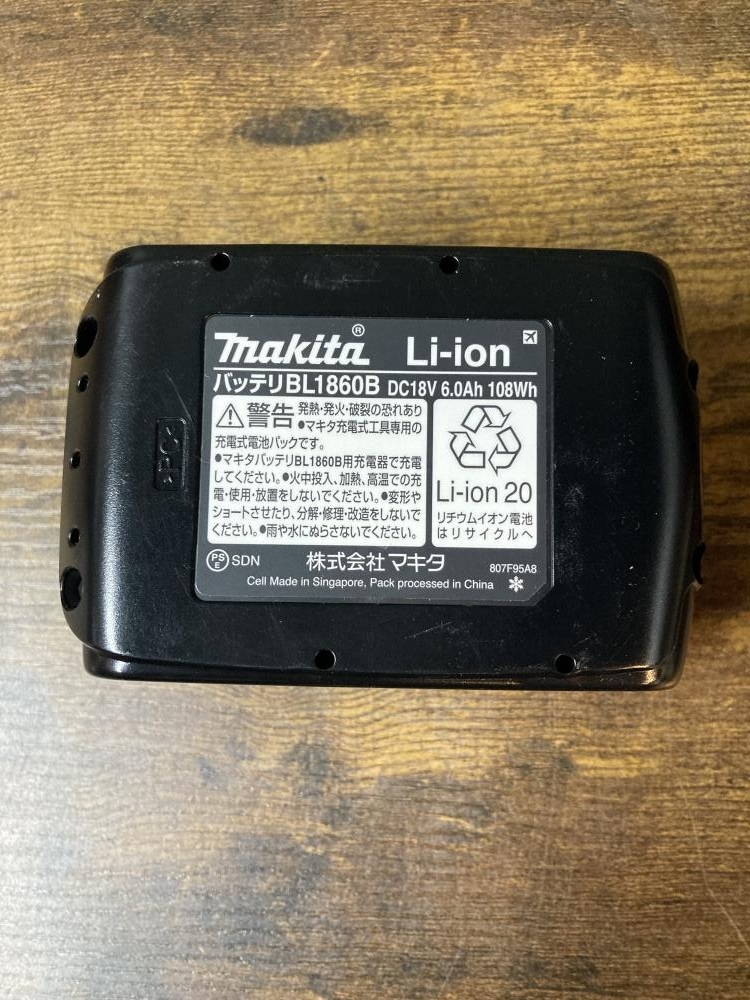 makita® Li-ion
バッテリBL1860B DC18V 6.0Ah 108Wh
警告 発熱・発火・破裂の恐れあり
●マキタ充電式工具専用の
充電式電池パックです。
●マキタバッテリBL1860B用充電器で充電
してください。●火中投入、加熱、高温での充
電・使用・放置をしないでください。●変形や
ショートさせたり、分解・修理・改造をしないで
ください。●雨や水にぬらさないでください。
Li-ion 20
リチウムイオン電池
はリサイクルへ
PS
E SDN 株式会社マキタ 807F95A8
Cell Made in Singapore, Pack processed in China
>PC<